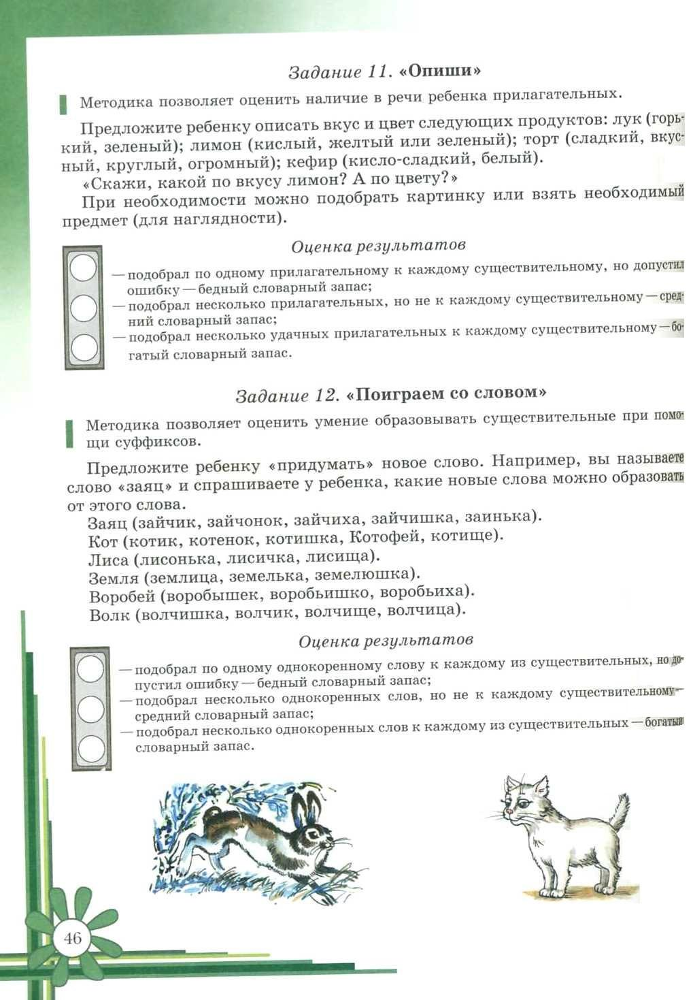 Задание 11. «Опиши»
Методика позволяет оценить наличие в речи ребенка прилагательных.
Предложите ребенку описать вкус и цвет следующих продуктов: лук (горь-
кий, зеленый); лимон (кислый, желтый или зеленый); торт (сладкий, вкус-
ный, круглый, огромный); кефир (кисло-сладкий, белый).
«Скажи, какой по вкусу лимон? А по цвету?»
При необходимости можно подобрать картинку или взять необходимый
предмет (для наглядности).
Оценка результатов
— подобрал по одному прилагательному к каждому существительному, но допустил
ошибку — бедный словарный запас;
— подобрал несколько прилагательных, но не к каждому существительному — сред-
ний словарный запас;
— подобрал несколько удачных прилагательных к каждому существительному — бо-
гатый словарный запас.
Задание 12. «Поиграем со словом»
Методика позволяет оценить умение образовывать существительные при помо-
щи суффиксов.
Предложите ребенку «придумать» новое слово. Например, вы называете
слово «заяц» и спрашиваете у ребенка, какие новые слова можно образовать
от этого слова.
Заяц (зайчик, зайчонок, зайчиха, зайчишка, заинька).
Кот (котик, котенок, котишка, Котофей, котище).
Лиса (лисонька, лисичка, лисища).
Земля (землица, земелька, земелюшка).
Воробей (воробышек, воробьишко, воробьиха).
Волк (волчишка, волчик, волчище, волчица).
Оценка результатов
— подобрал по одному однокоренному слову к каждому из существительных, но до-
пустил ошибку — бедный словарный запас;
— подобрал несколько однокоренных слов, но не к каждому существительному —
средний словарный запас;
— подобрал несколько однокоренных слов к каждому из существительных — богатый
словарный запас.
46